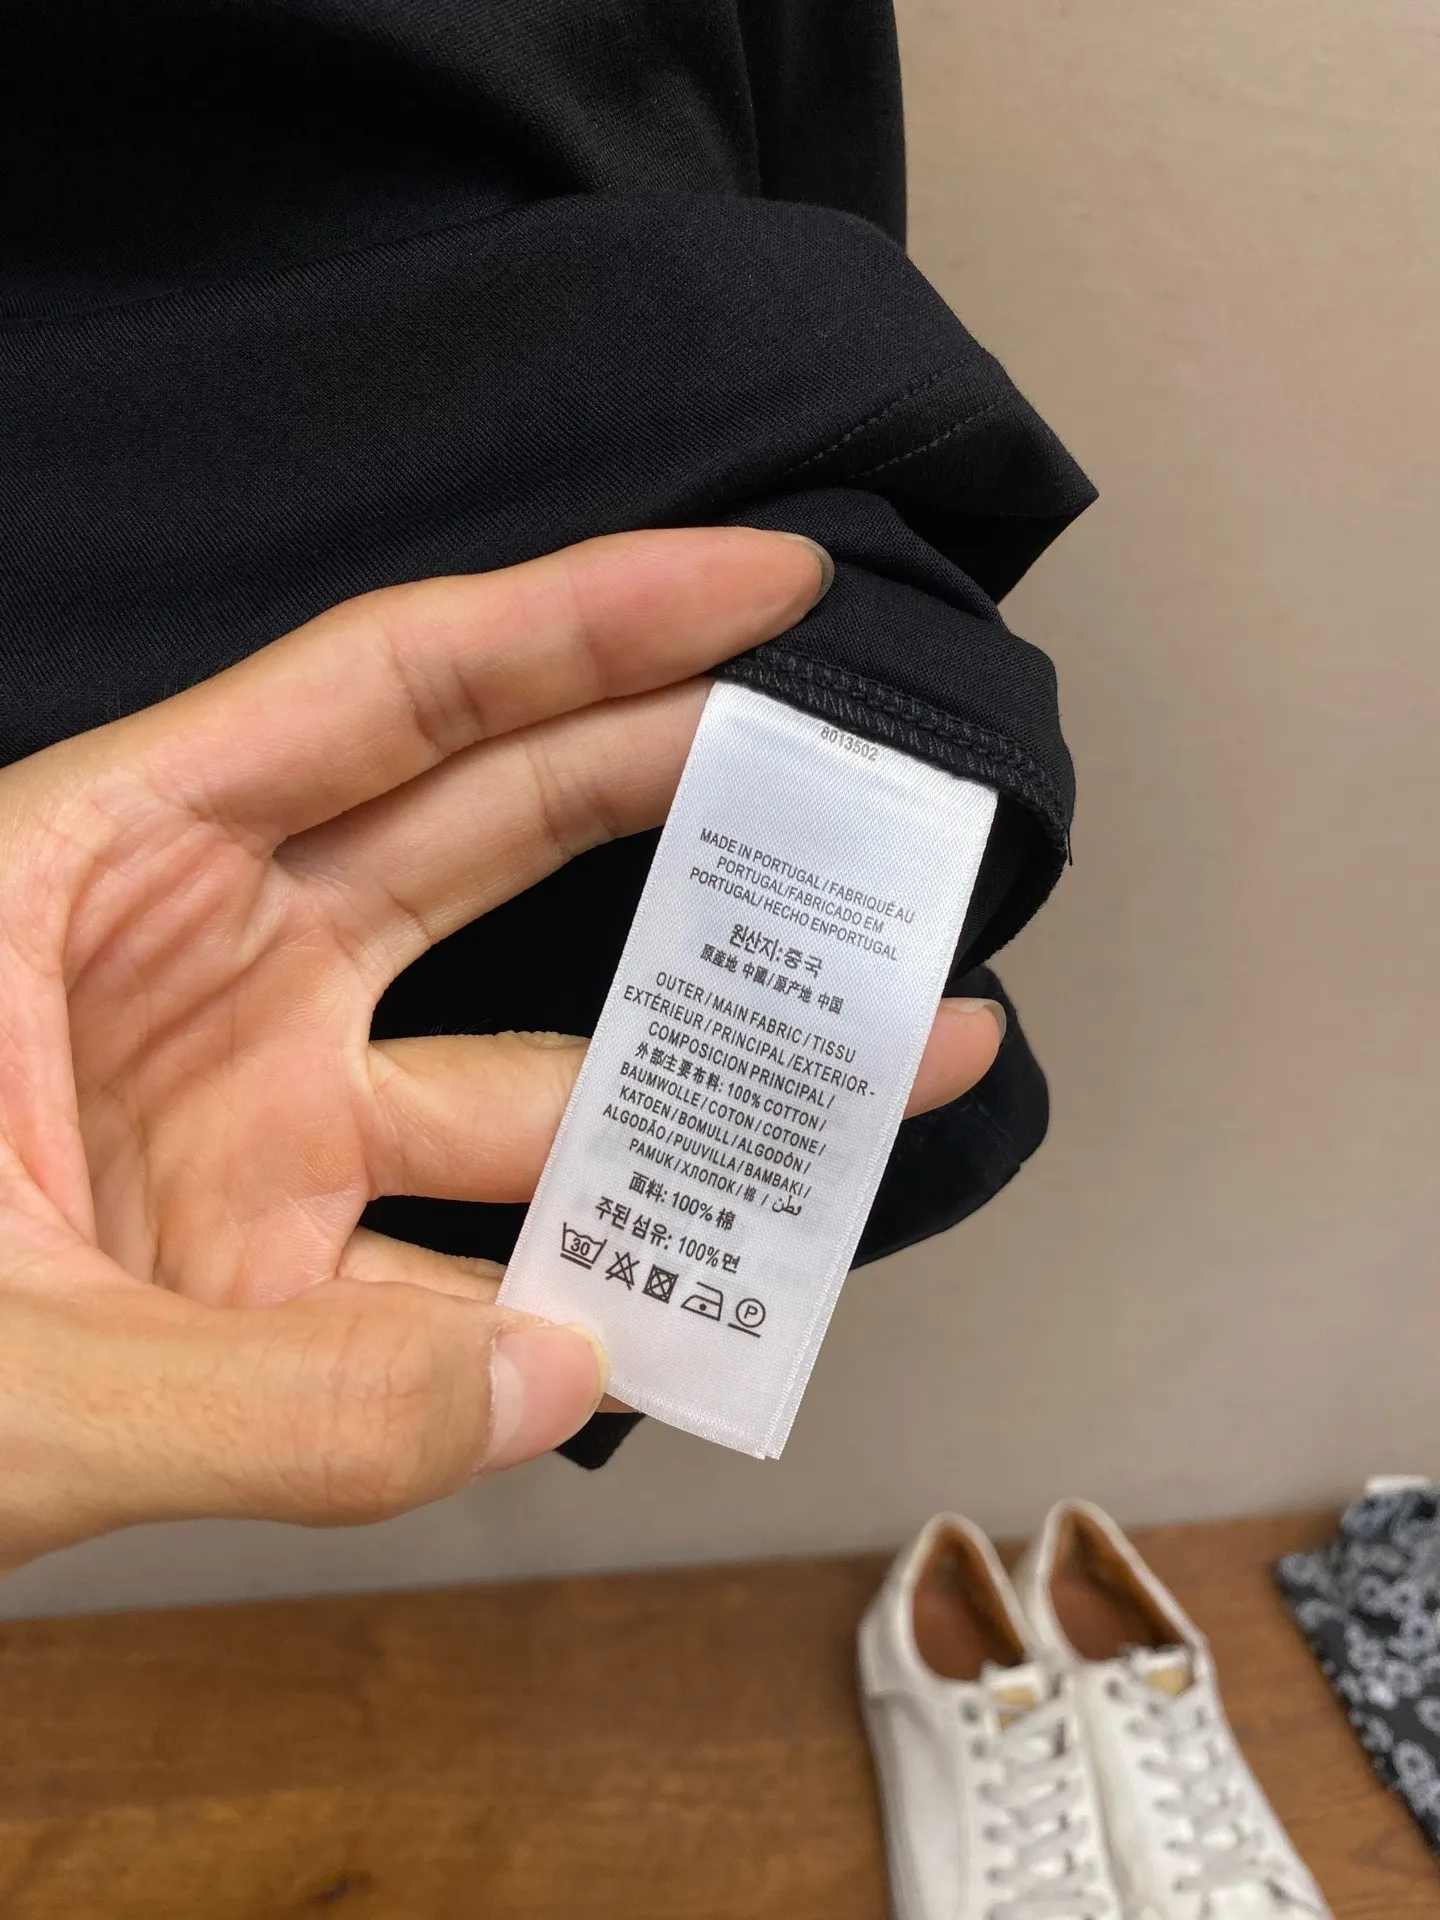 8013502
MADE IN PORTUGAL / FABRIQUÉ AU
PORTUGAL/FABRICADO EM
PORTUGAL/ HECHO ENPORTUGAL
원산지:중국
原産地 中國/原产地 中国
OUTER / MAIN FABRIC / TISSU
EXTÉRIEUR / PRINCIPAL /EXTERIOR-
COMPOSICION PRINCIPAL /
外部/主要布料: 100% COTTON /
BAUMWOLLE / COTON / COTONE /
KATOEN / BOMULL / ALGODÓN /
ALGODÃO / PUUVILLA / BAMBAKI /
PAMUK / ХЛОПОК / 棉 / قطن
面料: 100% 棉
주된 섬유: 100% 면
30
P